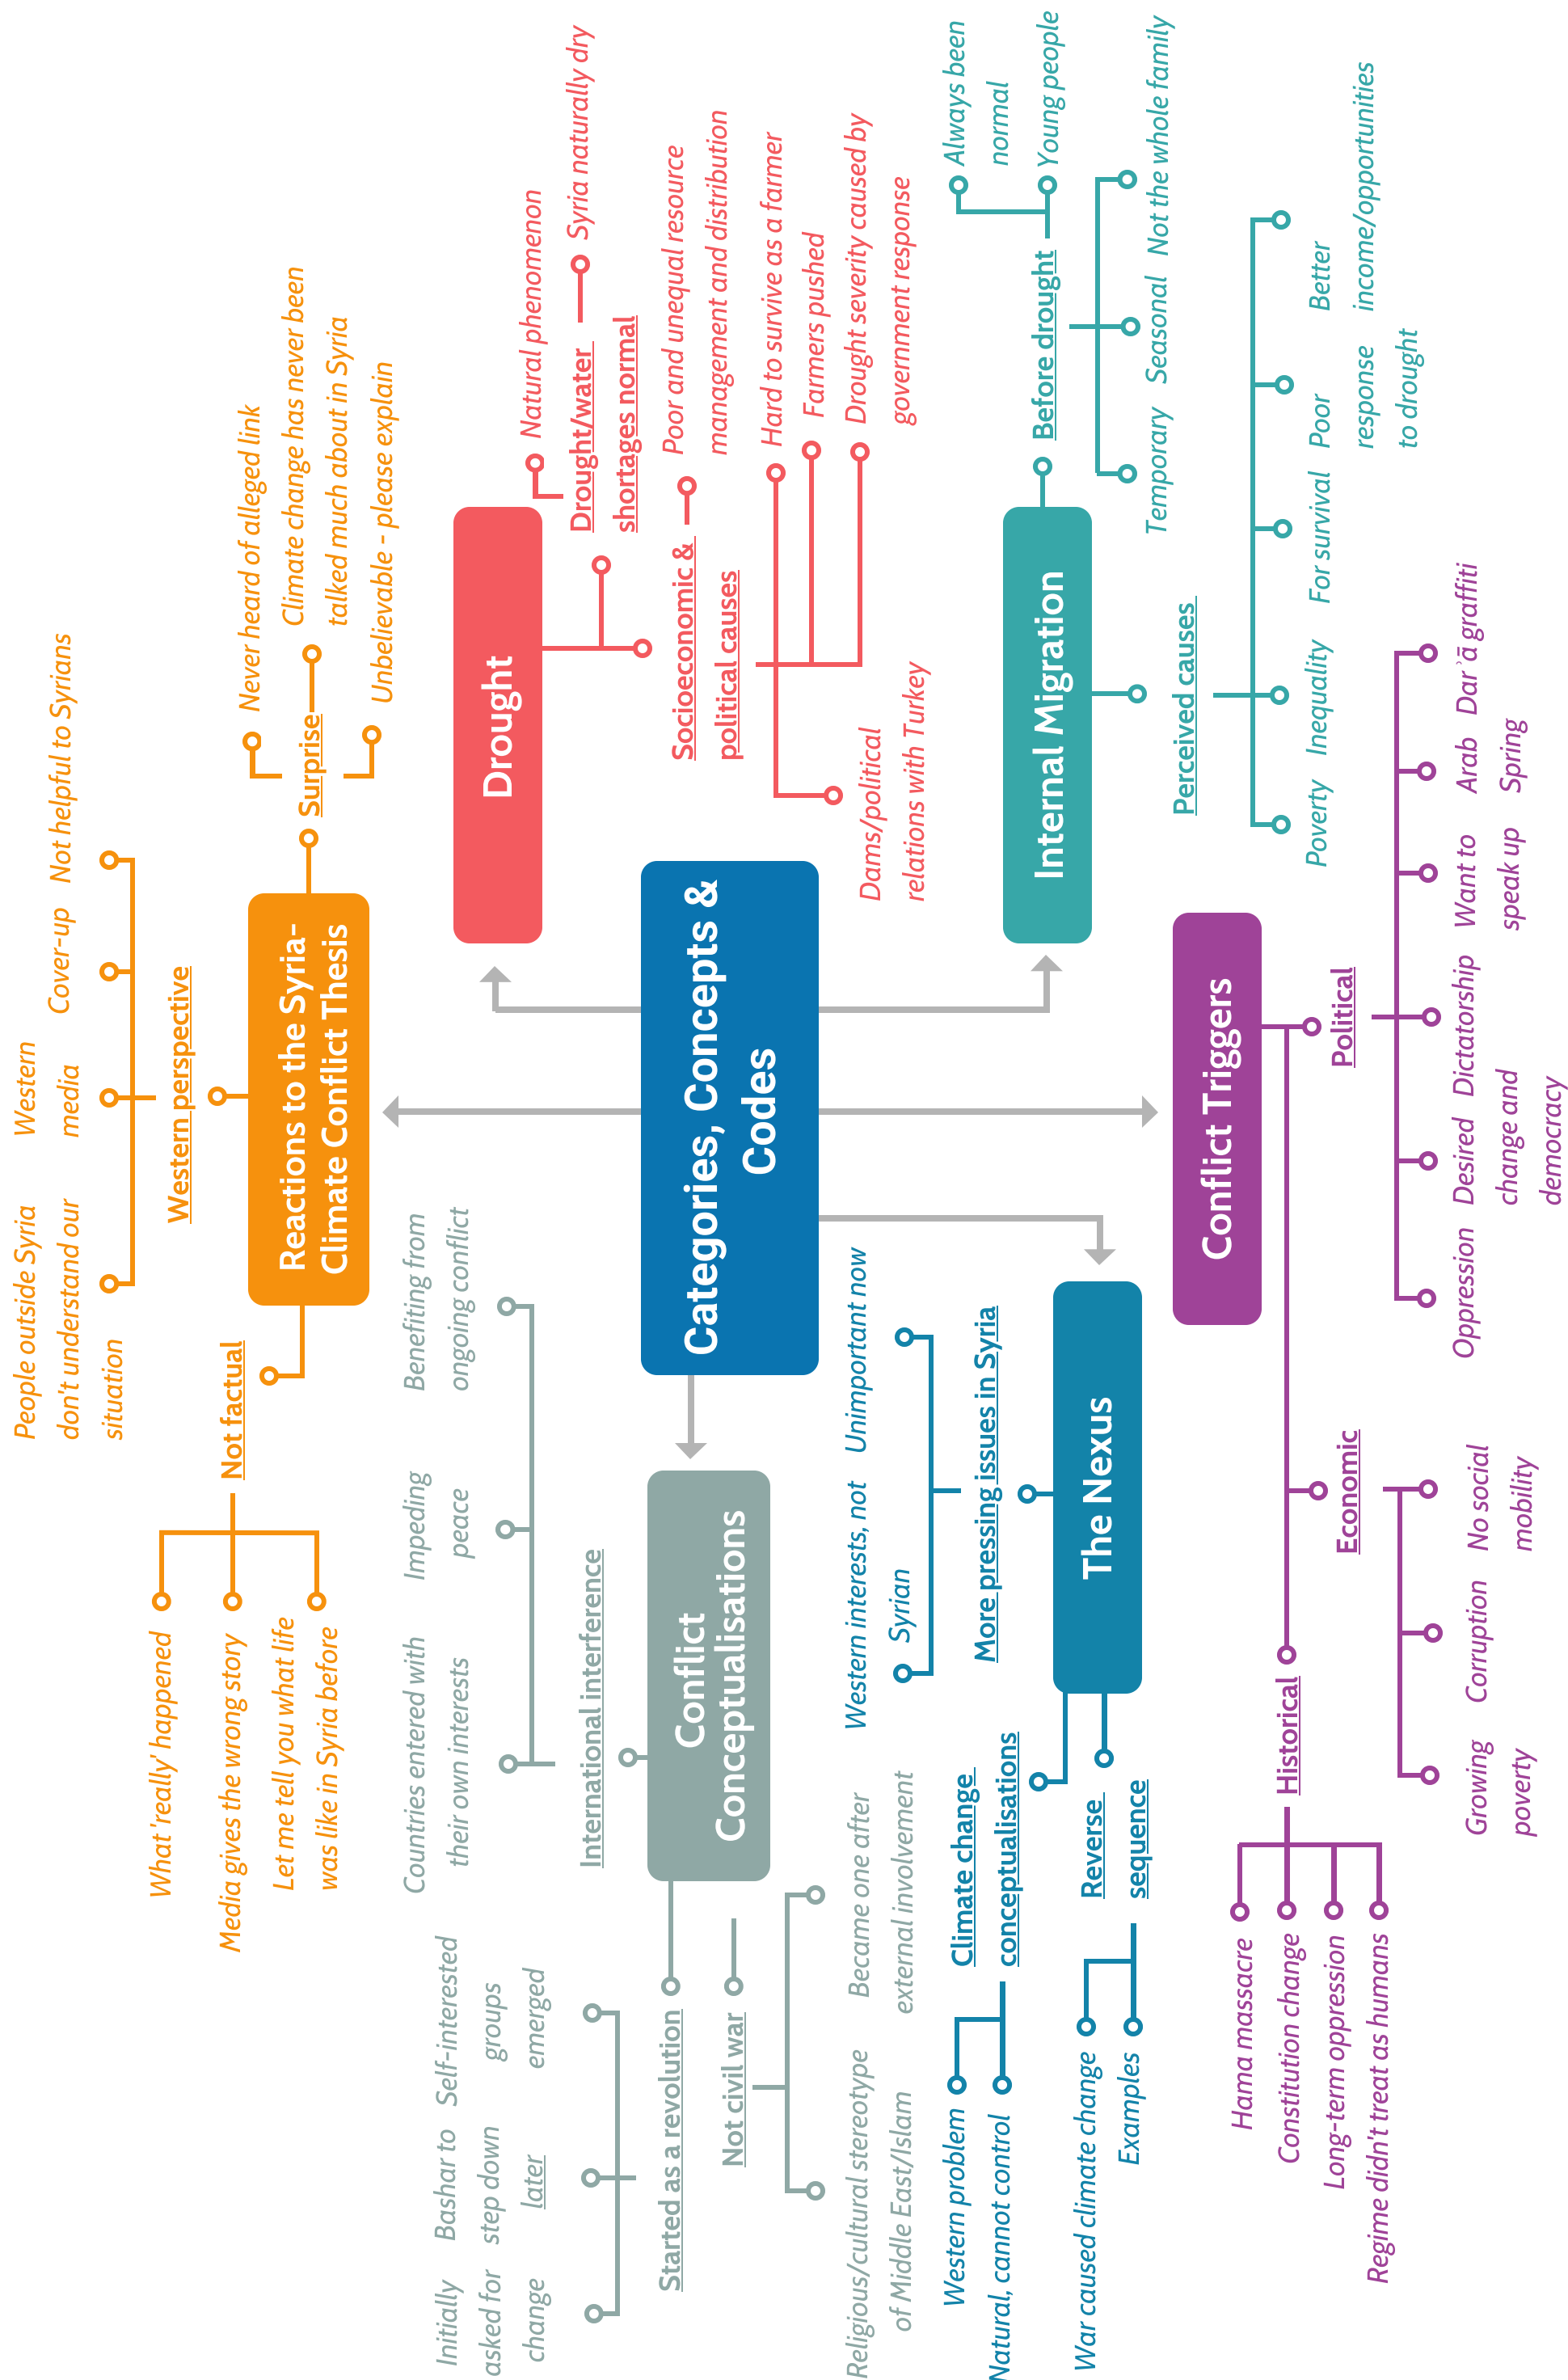 Categories, Concepts &
Codes
Reactions to the Syria-
Climate Conflict Thesis
Not factual
What 'really' happened
Media gives the wrong story
Let me tell you what life
was like in Syria before
Western perspective
People outside Syria
don't understand our
situation
Western
media
Cover-up
Not helpful to Syrians
Surprise
Never heard of alleged link
Climate change has never been
talked much about in Syria
Unbelievable - please explain
Drought
Drought/water
shortages normal
Natural phenomenon
Syria naturally dry
Socioeconomic &
political causes
Poor and unequal resource
management and distribution
Hard to survive as a farmer
Farmers pushed
Drought severity caused by
government response
Dams/political
relations with Turkey
Internal Migration
Before drought
Always been
normal
Young people
Temporary
Seasonal
Not the whole family
Perceived causes
Poverty
Inequality
For survival
Poor
response
to drought
Better
income/opportunities
Conflict Triggers
Political
Oppression
Desired
change and
democracy
Dictatorship
Want to
speak up
Arab
Spring
Darʾā graffiti
Economic
Growing
poverty
Corruption
No social
mobility
Historical
Hama massacre
Constitution change
Long-term oppression
Regime didn't treat as humans
The Nexus
More pressing issues in Syria
Western interests, not
Syrian
Unimportant now
Climate change
conceptualisations
Western problem
Natural, cannot control
Reverse
sequence
War caused climate change
Examples
Conflict
Conceptualisations
International interference
Countries entered with
their own interests
Impeding
peace
Benefiting from
ongoing conflict
Started as a revolution
Initially
asked for
change
Bashar to
step down
later
Self-interested
groups
emerged
Not civil war
Religious/cultural stereotype
of Middle East/Islam
Became one after
external involvement